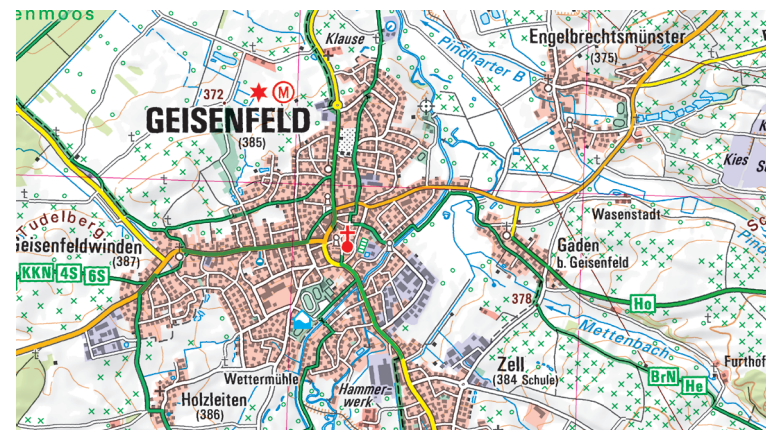 enmoos
Klause
Pindharter B
Engelbrechtsmünster
(375)
372
M
GEISENFELD
(385)
Kies
Wasenstadt
Tudelberg
eisenfeldwinden
(387)
Gaden
b. Geisenfeld
KKN
4S
6S
378
Ho
Mettenbach
Zell
(384 Schule)
Furthof
BrN
He
Wettermühle
Holzleiten
(386)
Hammer-
werk